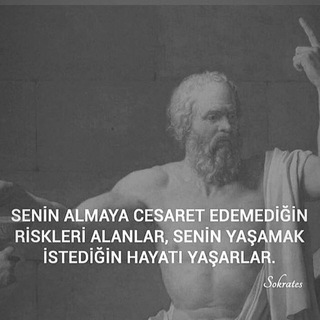 SENİN ALMAYA CESARET EDEMEDİĞİN
RİSKLERİ ALANLAR, SENİN YAŞAMAK
İSTEDİĞİN HAYATI YAŞARLAR.
Sokrates